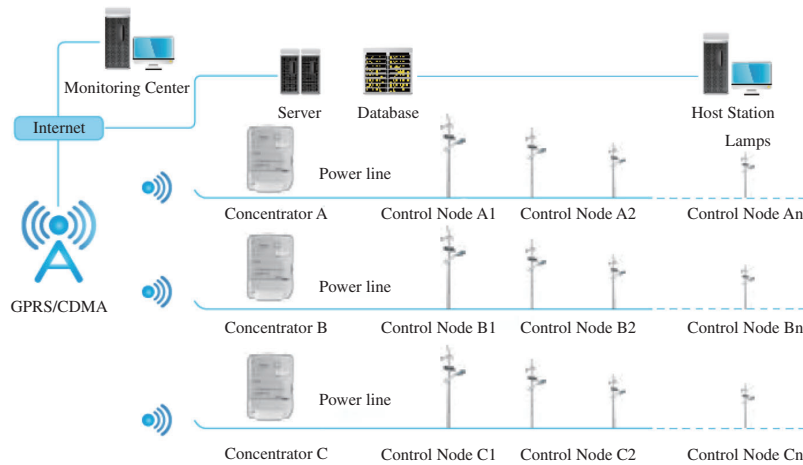 Monitoring Center
Server
Database
Host Station
Internet
Lamps
Power line
Concentrator A
Control Node A1
Control Node A2
Control Node An
GPRS/CDMA
Power line
Concentrator B
Control Node B1
Control Node B2
Control Node Bn
Power line
Concentrator C
Control Node C1
Control Node C2
Control Node Cn